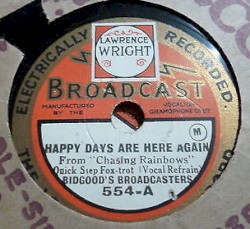 ELECTRICALLY RECORDED.
LAWRENCE
WRIGHT
BROADCAST
MANUFACTURED
BY THE
VOCALION
GRAMOPHONE CO LTD
M
HAPPY DAYS ARE HERE AGAIN
From "Chasing Rainbows"
Quick Step Fox-trot (Vocal Refrain)
BIDGOOD'S BROADCASTERS
554-A